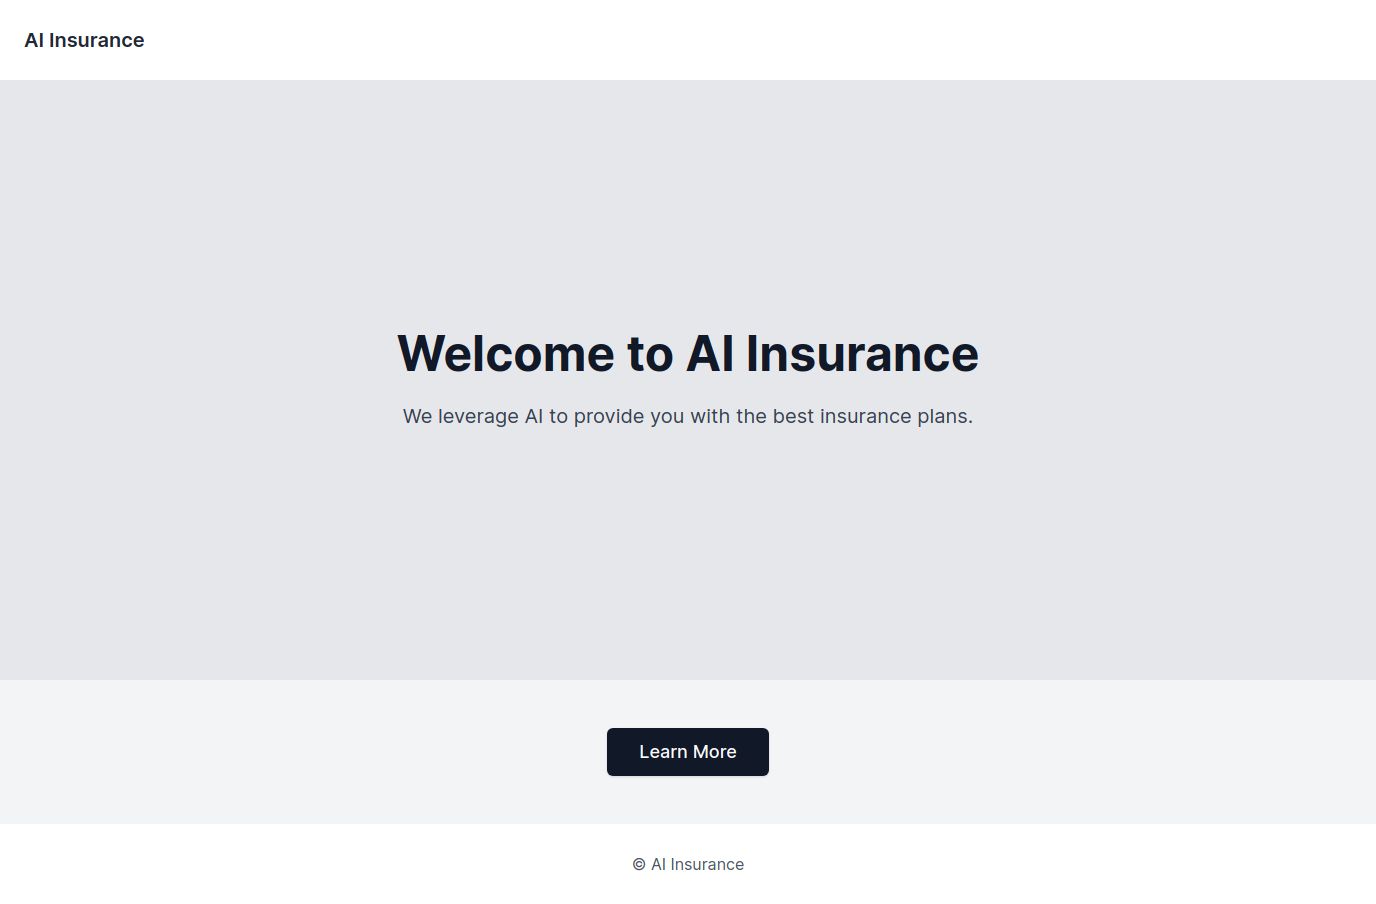 AI Insurance
Welcome to AI Insurance
We leverage AI to provide you with the best insurance plans.
Learn More
© AI Insurance